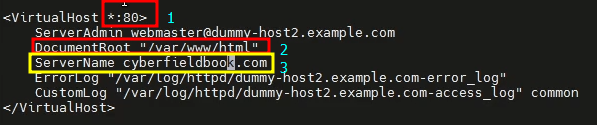 <VirtualHost *:80> 1
ServerAdmin webmaster@dummy-host2.example.com
DocumentRoot "/var/www/html" 2
ServerName cyberfieldbook.com 3
ErrorLog "/var/log/httpd/dummy-host2.example.com-error_log"
CustomLog "/var/log/httpd/dummy-host2.example.com-access_log" common
</VirtualHost>